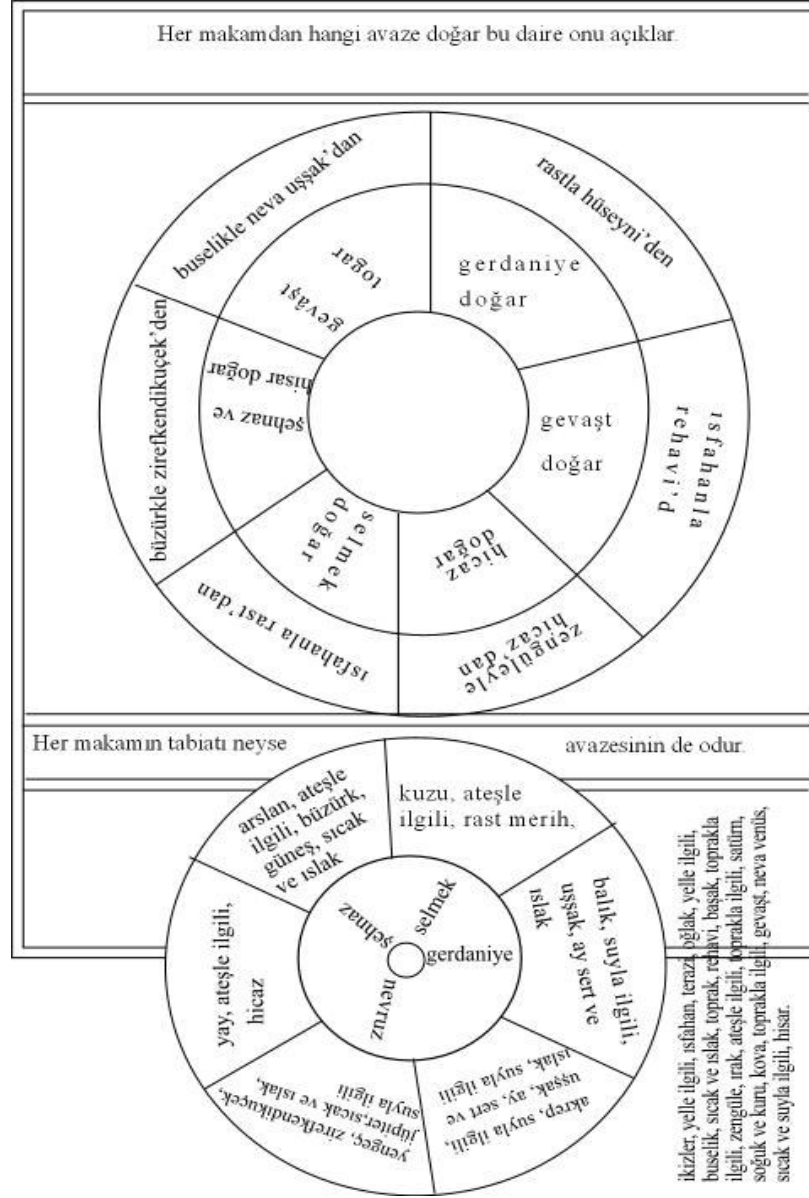 Her makamdan hangi avaze doğar bu daire onu açıklar.
buselikle neva uşşak'dan
rastla hüseyni'den
togar
gevâşt
gerdaniye
doğar
hisar doğar
şehnaz ve
büzürkle zirefkendikuçek'den
gevaşt
doğar
ısfahanla
rehavi'd
selmek
doğar
hicaz
doğar
ısfahanla rast'dan
zengüleyle
hicaz'dan
Her makamın tabiatı neyse
avazesinin de odur.
arslan, ateşle
ilgili, büzürk,
güneş, sıcak
ve ıslak
kuzu, ateşle
ilgili, rast merih,
balık, suyla ilgili,
uşşak, ay sert ve
ıslak
yay, ateşle ilgili,
hicaz
şehnaz
selmek
gerdaniye
nevruz
yengeç, zirefkendikuçek,
jüpiter,sıcak ve ıslak,
suyla ilgili
akrep, suyla ilgili,
uşşak, ay, sert ve
ıslak, suyla ilgili
ikizler, yelle ilgili, ısfahan, terazi, oğlak, yelle ilgili,
buselik, sıcak ve ıslak, toprak, rehavi, başak, toprakla
ilgili, zengüle, ırak, ateşle ilgili, toprakla ilgili, satürn,
soğuk ve kuru, kova, toprakla ilgili, gevaşt, neva venüs,
sıcak ve suyla ilgili, hisar.